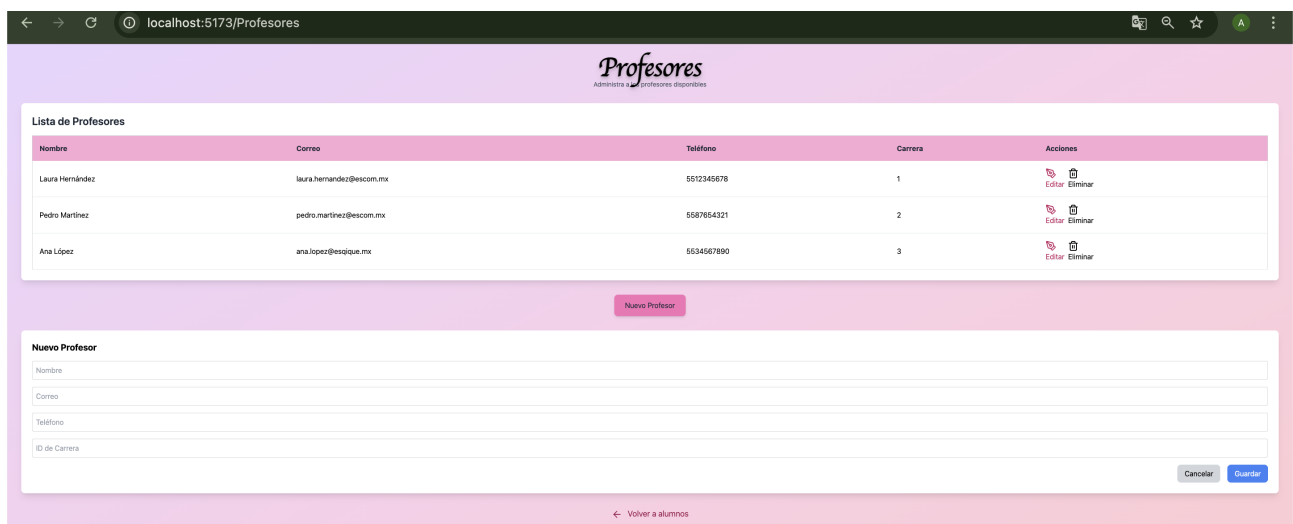 localhost:5173/Profesores
A
Profesores
Administra a los profesores disponibles
Lista de Profesores
Nombre Correo Teléfono Carrera Acciones
Laura Hernández laura.hernandez@escom.mx 5512345678 1 Editar Eliminar
Pedro Martínez pedro.martinez@escom.mx 5587654321 2 Editar Eliminar
Ana López ana.lopez@esqique.mx 5534567890 3 Editar Eliminar
Nuevo Profesor
Nuevo Profesor
Nombre
Correo
Teléfono
ID de Carrera
Cancelar Guardar
← Volver a alumnos